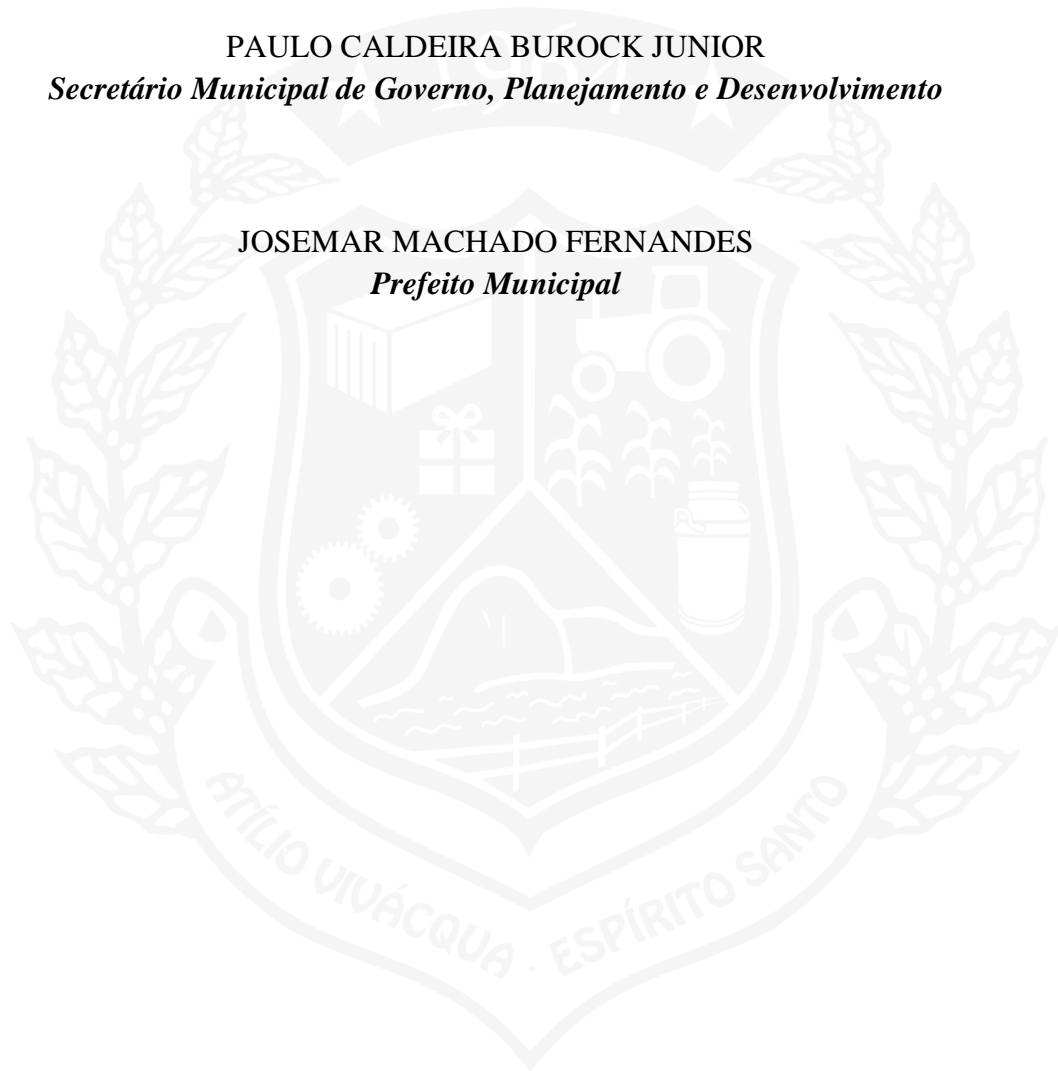 1964
PAULO CALDEIRA BUROCK JUNIOR
Secretário Municipal de Governo, Planejamento e Desenvolvimento
JOSEMAR MACHADO FERNANDES
Prefeito Municipal
ATÍLIO VIVÁCQUA · ESPÍRITO SANTO